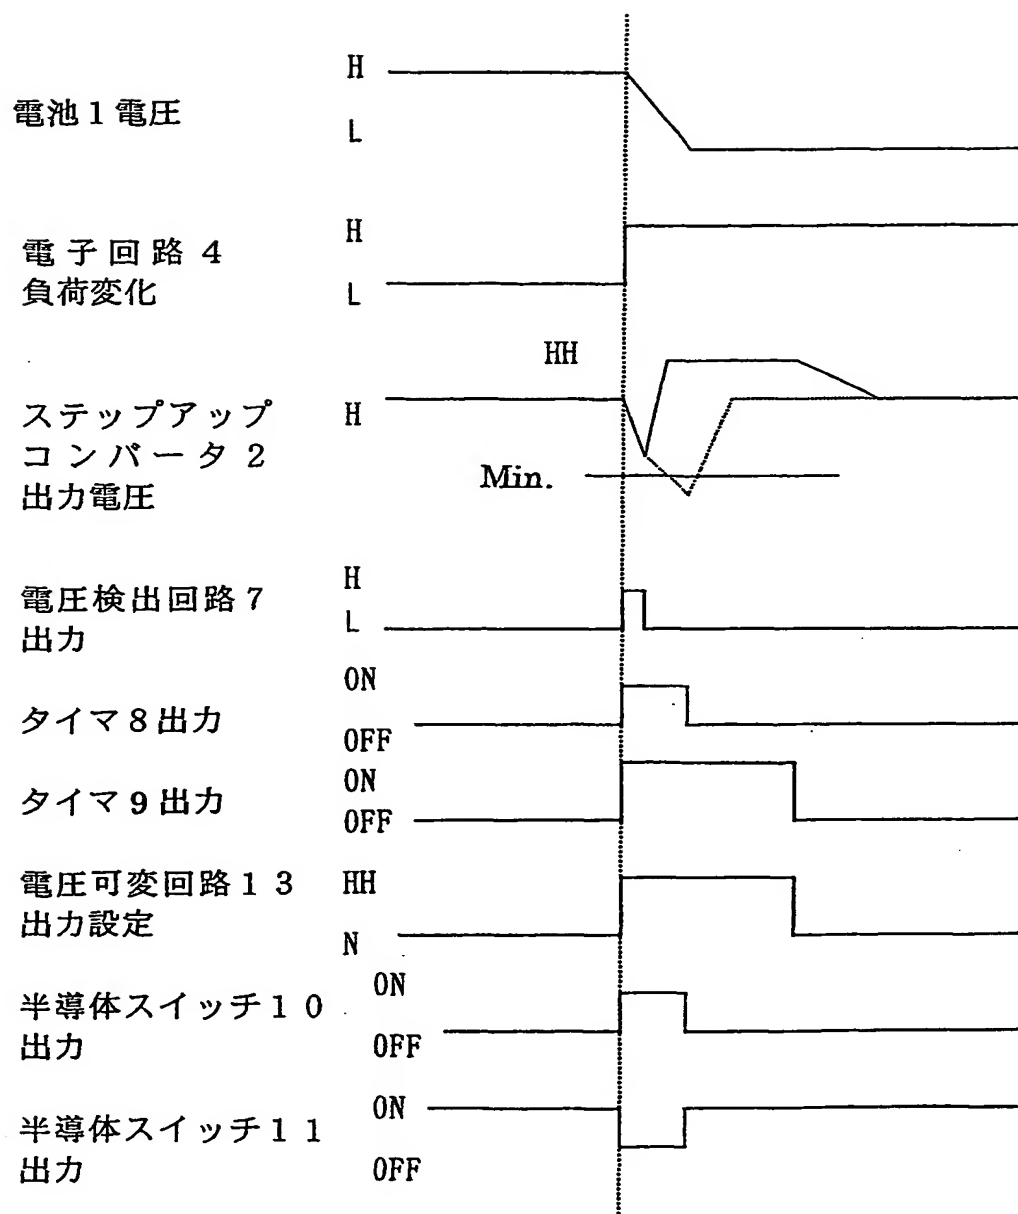 H
電池1電圧
L
H
電子回路4
負荷変化
L
HH
ステップアップ
H
コンバータ2
Min.
出力電圧
H
電圧検出回路7
L
出力
ON
タイマ8出力
OFF
ON
タイマ9出力
OFF
電圧可変回路13
HH
出力設定
N
ON
半導体スイッチ10
出力
OFF
ON
半導体スイッチ11
出力
OFF